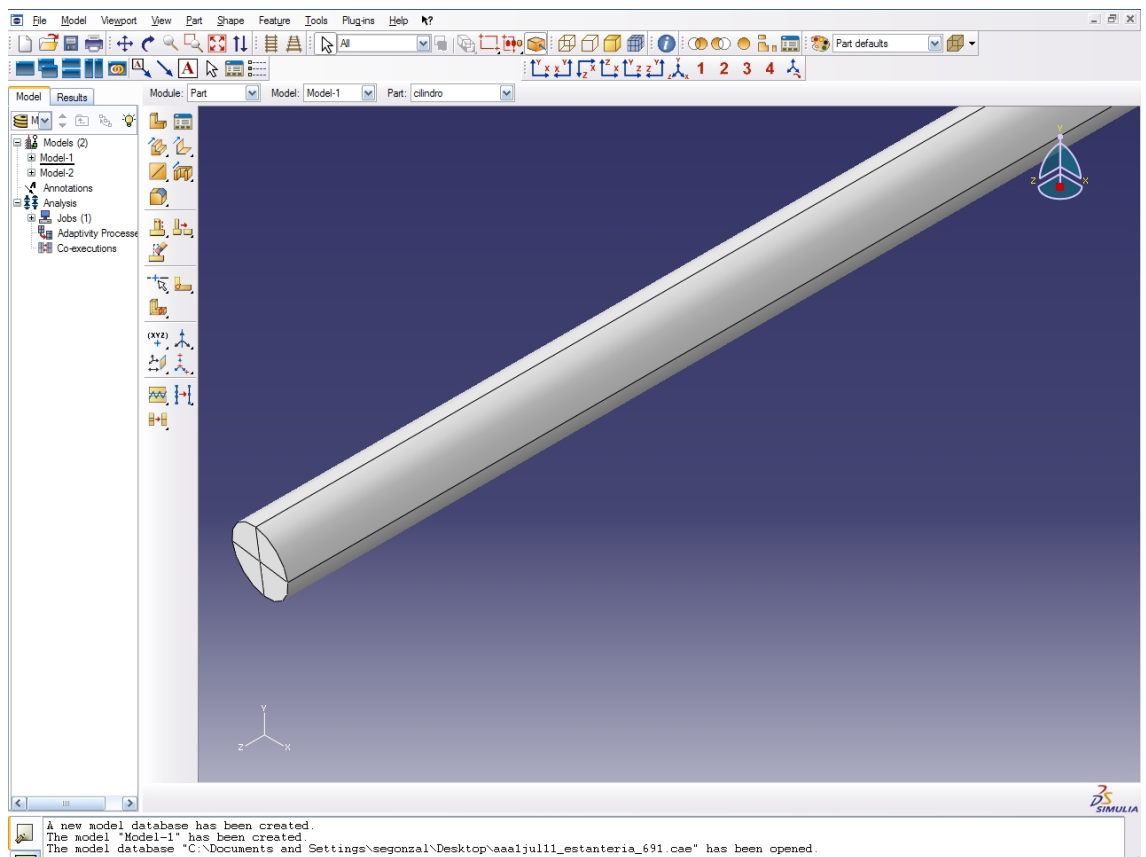 File Model Viewport View Part Shape Feature Tools Plug-ins Help
All Part defaults
A A 1 2 3 4
Model Results Module: Part Model: Model-1 Part: cilindro
M
Models (2)
Model-1
Model-2
Annotations
Analysis
Jobs (1)
Adaptivity Processe
Co-executions
(XYZ)
Y
Z X
Y
Z X
SIMULIA
A new model database has been created.
The model "Model-1" has been created.
The model database "C:\Documents and Settings\segonzal\Desktop\aaa1jul11_estanteria_691.cae" has been opened.